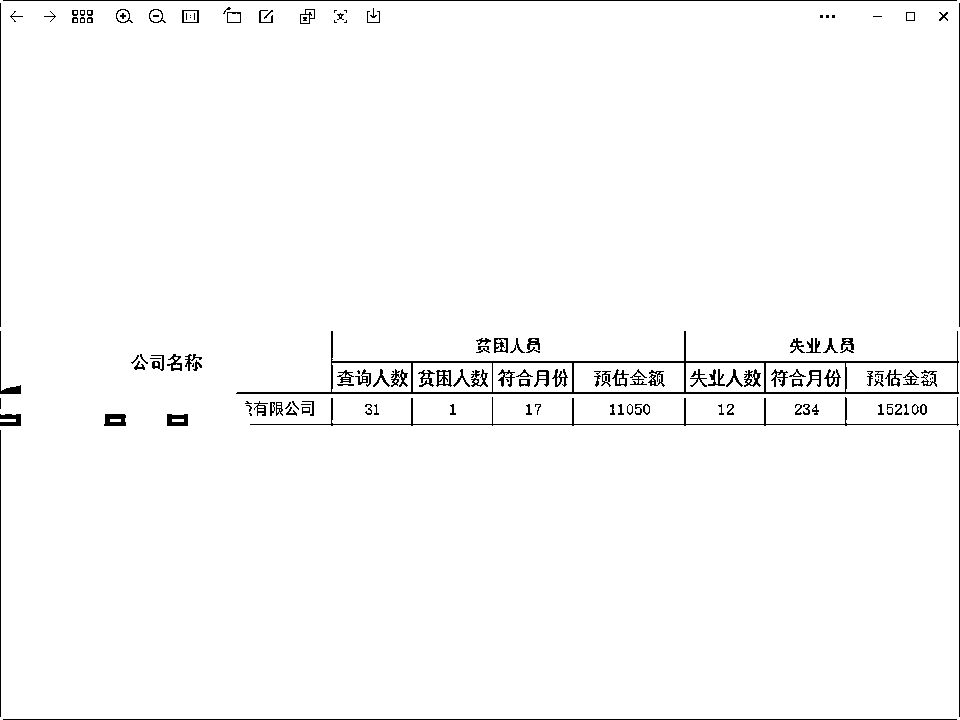 公司名称 贫困人员 失业人员
查询人数 贫困人数 符合月份 预估金额 失业人数 符合月份 预估金额
有限公司 31 1 17 11050 12 234 152100